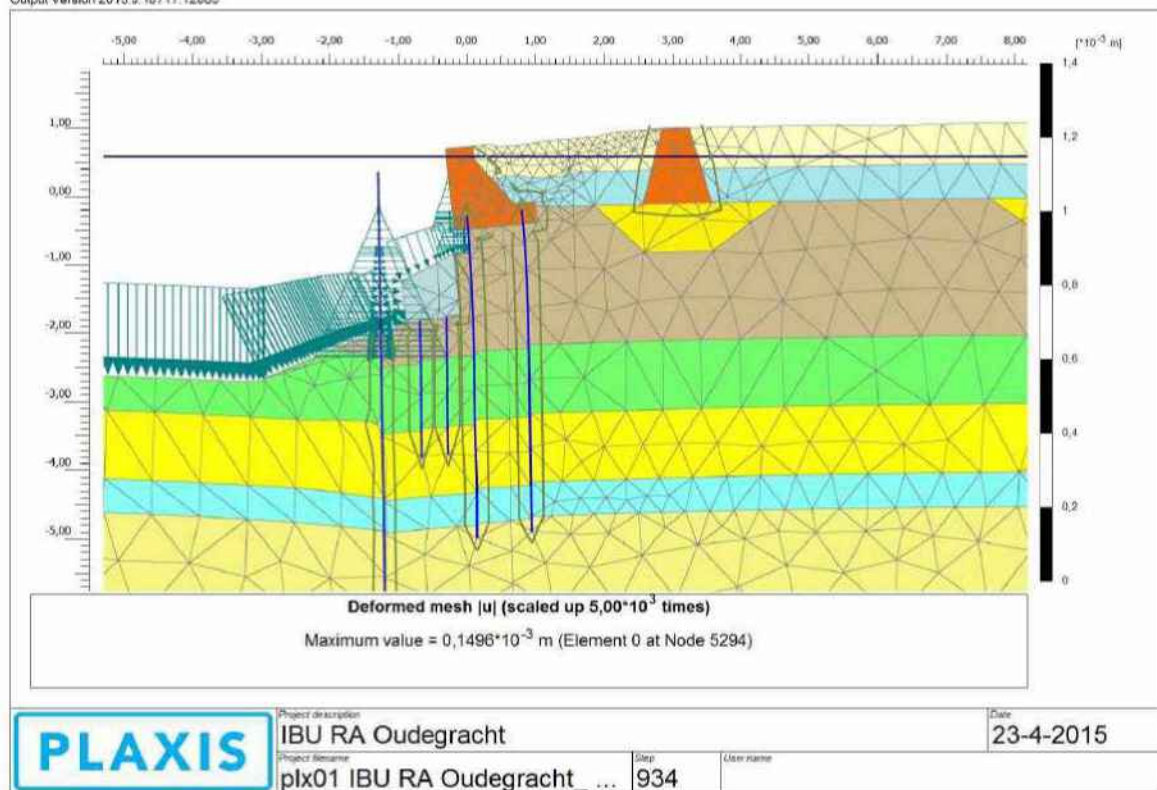 -5,00 -4,00 -3,00 -2,00 -1,00 0,00 1,00 2,00 3,00 4,00 5,00 6,00 7,00 8,00
[*10⁻³ m]
1,4
1,2
1
0,8
0,6
0,4
0,2
0
1,00
0,00
-1,00
-2,00
-3,00
-4,00
-5,00
Deformed mesh |u| (scaled up 5,00*10³ times)
Maximum value = 0,1496*10⁻³ m (Element 0 at Node 5294)
PLAXIS
Project description
IBU RA Oudegracht
Date
23-4-2015
Project filename
plx01 IBU RA Oudegracht_ ...
Step
934
User name